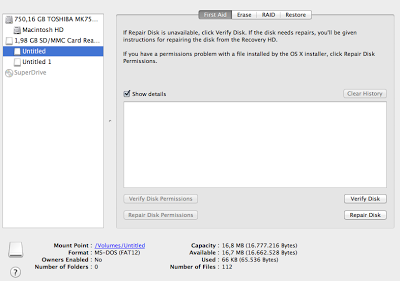 750,16 GB TOSHIBA MK75...
Macintosh HD
1,98 GB SD/MMC Card Rea...
Untitled
Untitled 1
SuperDrive
First Aid Erase RAID Restore
If Repair Disk is unavailable, click Verify Disk. If the disk needs repairs, you'll be given
instructions for repairing the disk from the Recovery HD.
If you have a permissions problem with a file installed by the OS X installer, click Repair Disk
Permissions.
Show details
Clear History
Verify Disk Permissions
Verify Disk
Repair Disk Permissions
Repair Disk
Mount Point : /Volumes/Untitled
Format : MS-DOS (FAT12)
Owners Enabled : No
Number of Folders : 0
Capacity : 16,8 MB (16.777.216 Bytes)
Available : 16,7 MB (16.662.528 Bytes)
Used : 66 KB (65.536 Bytes)
Number of Files : 112
?